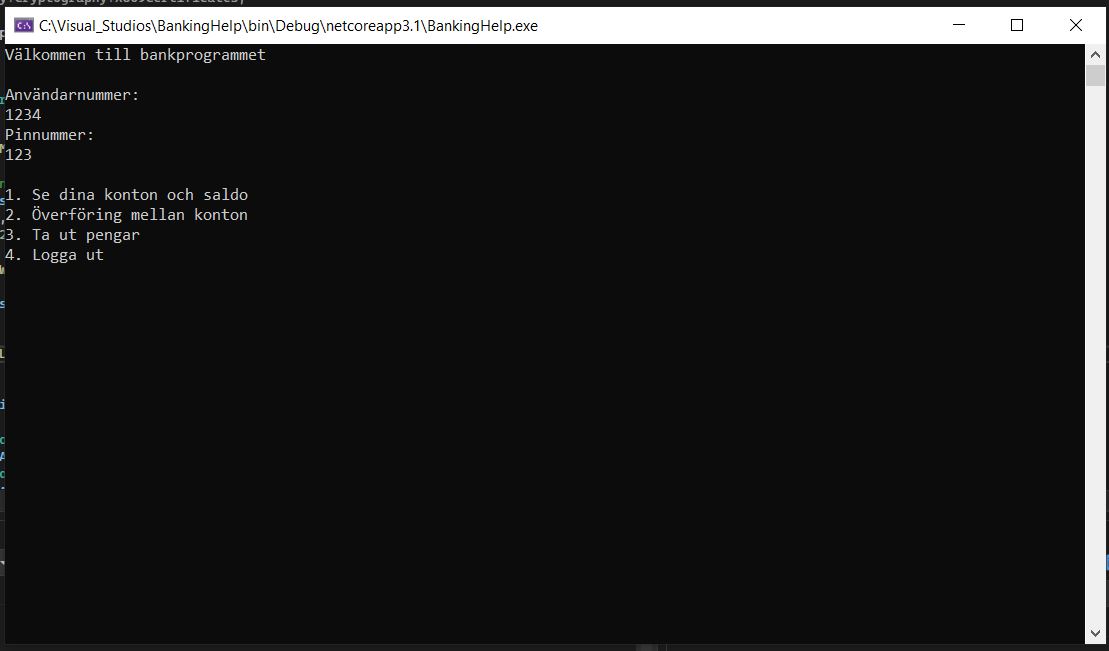 C:\Visual_Studios\BankingHelp\bin\Debug\netcoreapp3.1\BankingHelp.exe
Välkommen till bankprogrammet
Användarnummer:
1234
Pinnummer:
123
1. Se dina konton och saldo
2. Överföring mellan konton
3. Ta ut pengar
4. Logga ut